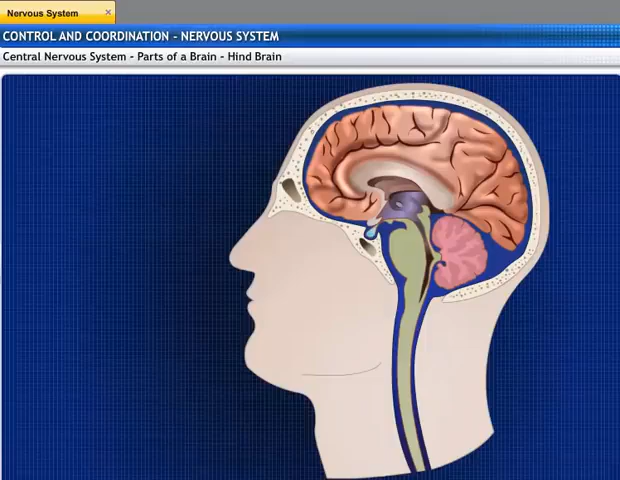 Nervous System
CONTROL AND COORDINATION - NERVOUS SYSTEM
Central Nervous System - Parts of a Brain - Hind Brain